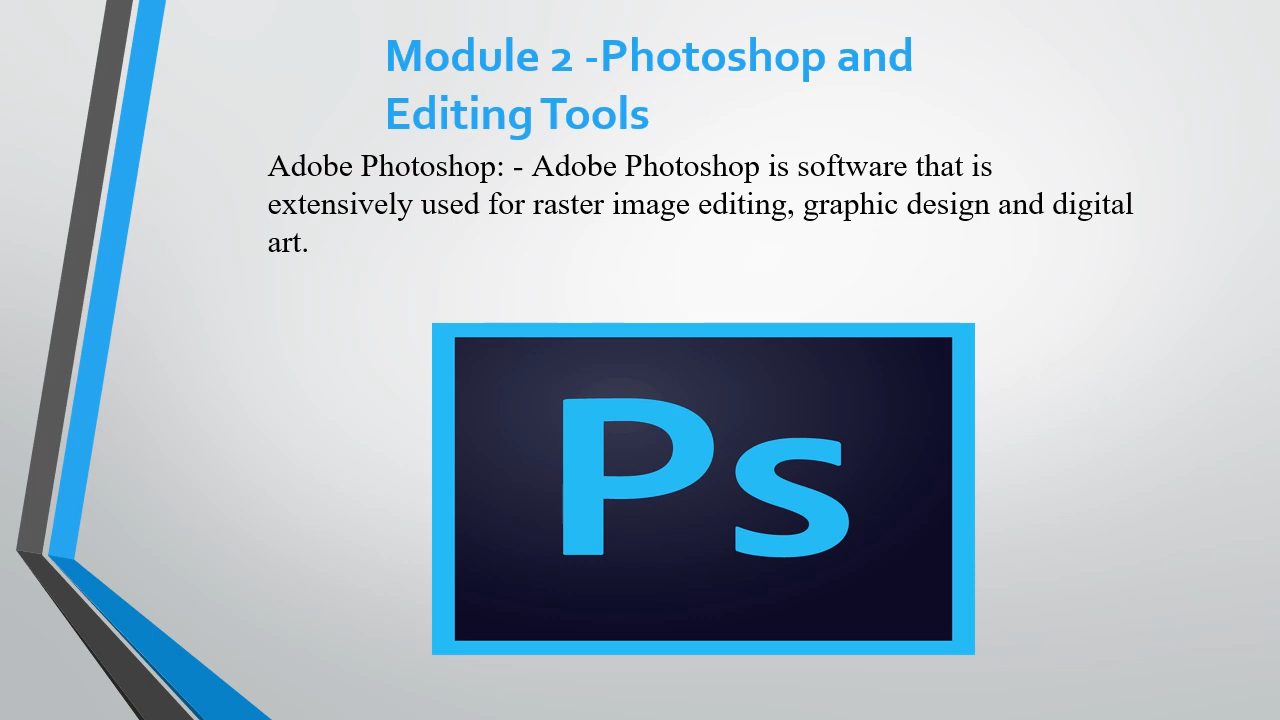 Module 2 -Photoshop and
Editing Tools
Adobe Photoshop: - Adobe Photoshop is software that is
extensively used for raster image editing, graphic design and digital
art.
Ps